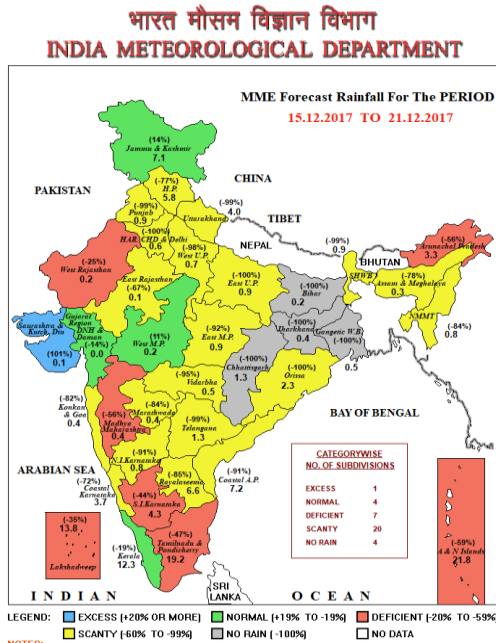 भारत मौसम विज्ञान विभाग
INDIA METEOROLOGICAL DEPARTMENT
MME Forecast Rainfall For The PERIOD
15.12.2017 TO 21.12.2017
(14%)
Jammu & Kashmir
7.1
CHINA
PAKISTAN
(-77%)
H.P.
5.8
(-99%)
Punjab
0.9
Uttarakhand
(-99%)
4.0
TIBET
(-100%)
HAR. CHD & Delhi
0.6
(-98%)
West U.P.
0.7
NEPAL
(-99%)
0.9
BHUTAN
(-56%)
Arunachal Pradesh
3.3
(-25%)
West Rajasthan
0.2
East Rajasthan
(-67%)
0.1
(-100%)
East U.P.
0.9
(-100%)
Bihar
0.2
SHWB
(-78%)
Assam & Meghalaya
0.3
NMMT
(-84%)
0.8
Saurashtra &
Kutch, Diu
(101%)
0.1
Gujarat
Region
DNH &
Daman
(-14%)
0.0
(11%)
West M.P.
0.2
(-92%)
East M.P.
0.9
(-100%)
Jharkhand
0.4
Gangetic W.B.
(-100%)
0.5
(-100%)
Chhattisgarh
1.3
(-100%)
Orissa
2.3
(-95%)
Vidarbha
0.5
(-82%)
Konkan
& Goa
0.4
(-56%)
Madhya
Maharashtra
0.4
(-84%)
Marathwada
0.4
(-99%)
Telangana
1.3
BAY OF BENGAL
ARABIAN SEA
(-91%)
N.I.Karnataka
0.8
(-85%)
Rayalaseema
6.6
(-91%)
Coastal A.P.
7.2
(-72%)
Coastal
Karnataka
3.7
(-44%)
S.I.Karnataka
4.3
CATEGORYWISE
NO. OF SUBDIVISIONS
EXCESS 1
NORMAL 4
DEFICIENT 7
SCANTY 20
NO RAIN 4
(-35%)
13.8
Lakshadweep
(-19%)
Kerala
12.3
(-47%)
Tamilnadu &
Pondicherry
19.2
(-59%)
A & N Islands
21.8
SRI
LANKA
INDIAN OCEAN
LEGEND: EXCESS (+20% OR MORE) NORMAL (+19% TO -19%) DEFICIENT (-20% TO -59%
SCANTY (-60% TO -99%) NO RAIN (-100%) NO DATA
NOTES: